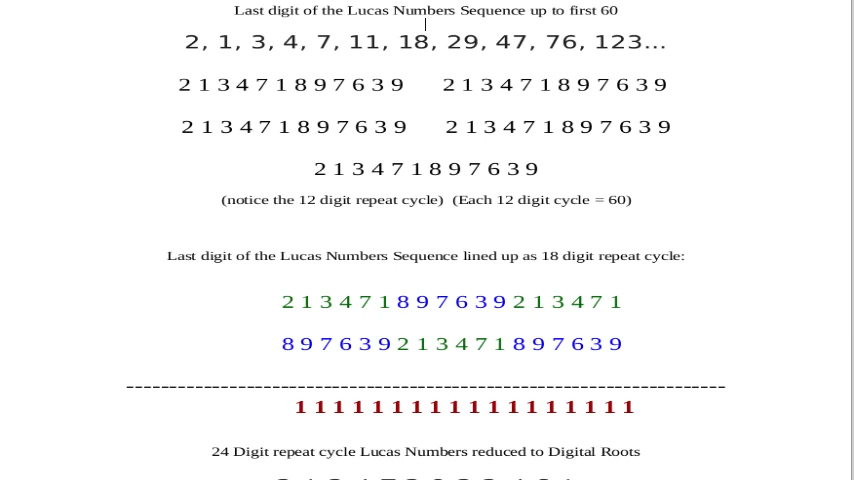 Last digit of the Lucas Numbers Sequence up to first 60
2, 1, 3, 4, 7, 11, 18, 29, 47, 76, 123...
2 1 3 4 7 1 8 9 7 6 3 9 2 1 3 4 7 1 8 9 7 6 3 9
2 1 3 4 7 1 8 9 7 6 3 9 2 1 3 4 7 1 8 9 7 6 3 9
2 1 3 4 7 1 8 9 7 6 3 9
(notice the 12 digit repeat cycle) (Each 12 digit cycle = 60)
Last digit of the Lucas Numbers Sequence lined up as 18 digit repeat cycle:
2 1 3 4 7 1 8 9 7 6 3 9 2 1 3 4 7 1
8 9 7 6 3 9 2 1 3 4 7 1 8 9 7 6 3 9
1 1 1 1 1 1 1 1 1 1 1 1 1 1 1 1 1 1
24 Digit repeat cycle Lucas Numbers reduced to Digital Roots